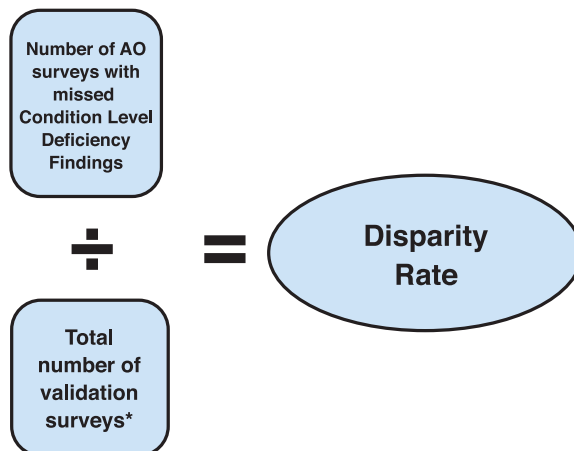 Number of AO
surveys with
missed
Condition Level
Deficiency
Findings
÷
=
Disparity
Rate
Total
number of
validation
surveys*